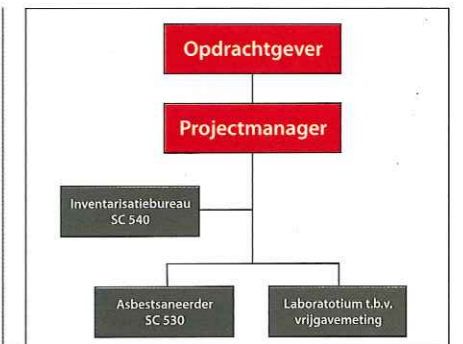 Opdrachtgever
Projectmanager
Inventarisatiebureau
SC 540
Asbestsaneerder
SC 530
Laboratotium t.b.v.
vrijgavemeting